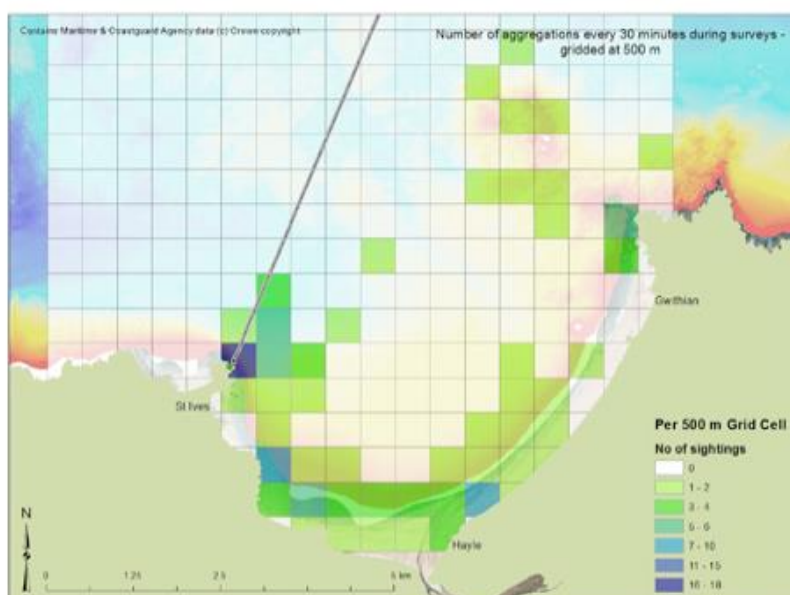 Contains Maritime & Coastguard Agency data (c) Crown copyright
Number of aggregations every 30 minutes during surveys -
gridded at 500 m
Gwithian
St Ives
Hayle
Per 500 m Grid Cell
No of sightings
0
1 - 2
3 - 4
5 - 6
7 - 10
11 - 15
16 - 18
N
0 1.25 2.5 5 km